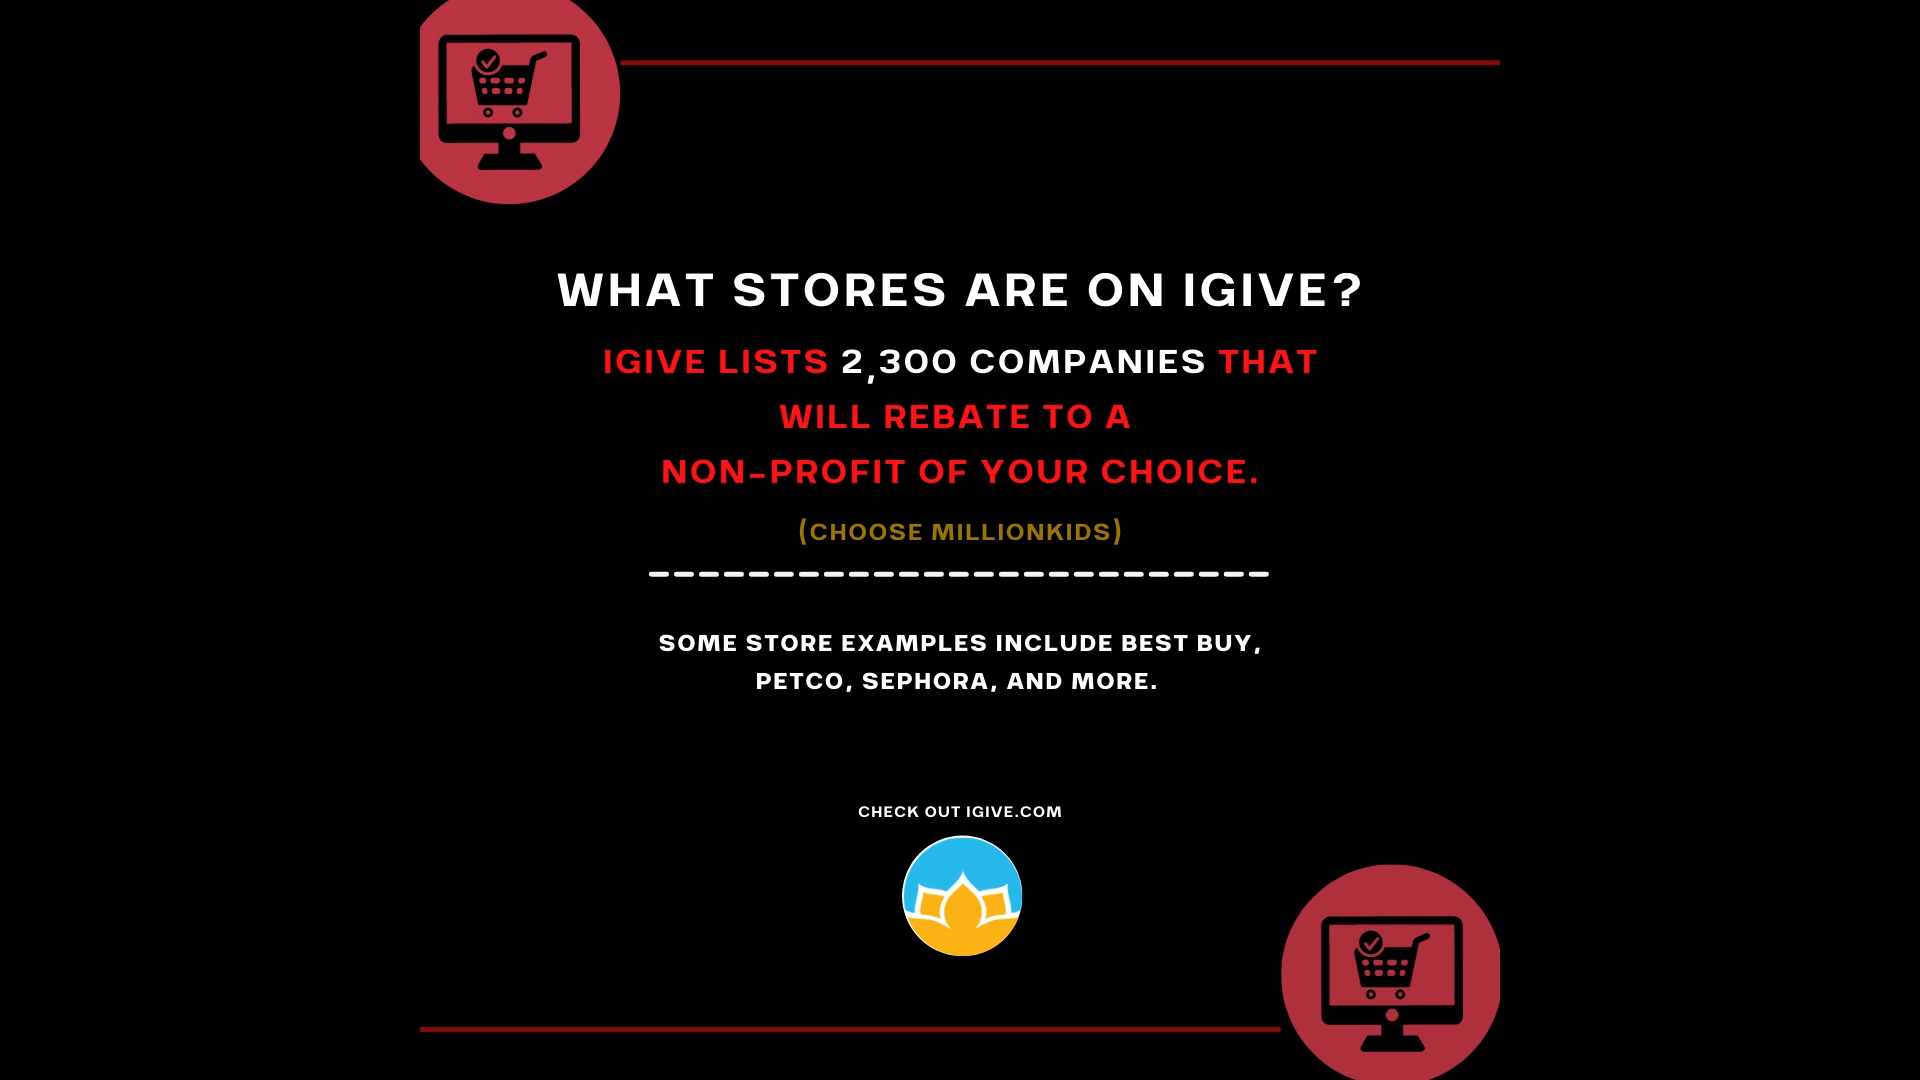 WHAT STORES ARE ON IGIVE?
IGIVE LISTS 2,300 COMPANIES THAT
WILL REBATE TO A
NON-PROFIT OF YOUR CHOICE.
(CHOOSE MILLIONKIDS)
SOME STORE EXAMPLES INCLUDE BEST BUY,
PETCO, SEPHORA, AND MORE.
CHECK OUT IGIVE.COM